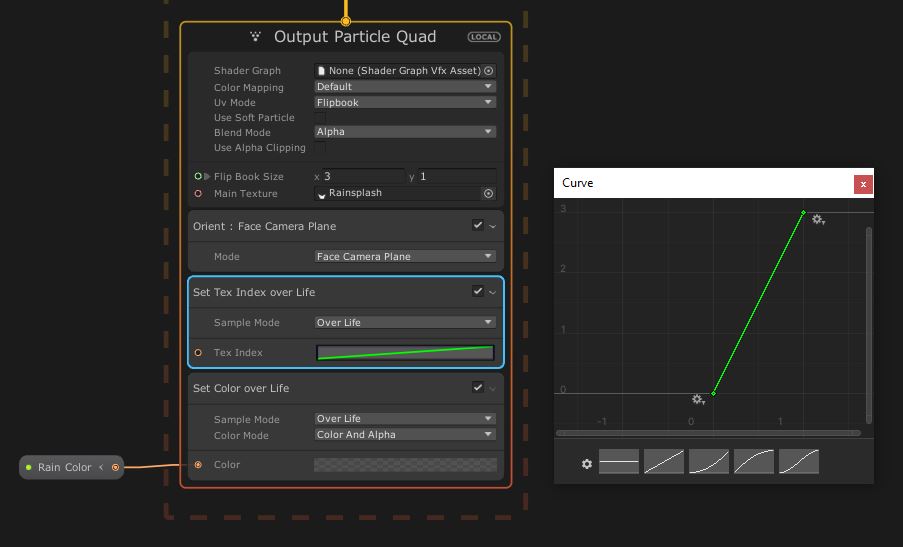 Output Particle Quad LOCAL
Shader Graph None (Shader Graph Vfx Asset)
Color Mapping Default
Uv Mode Flipbook
Use Soft Particle
Blend Mode Alpha
Use Alpha Clipping
Flip Book Size x 3 y 1
Main Texture Rainsplash
Orient : Face Camera Plane
Mode Face Camera Plane
Set Tex Index over Life
Sample Mode Over Life
Tex Index
Set Color over Life
Sample Mode Over Life
Color Mode Color And Alpha
Rain Color < Color
Curve x
3
2
1
0
-1 0 1